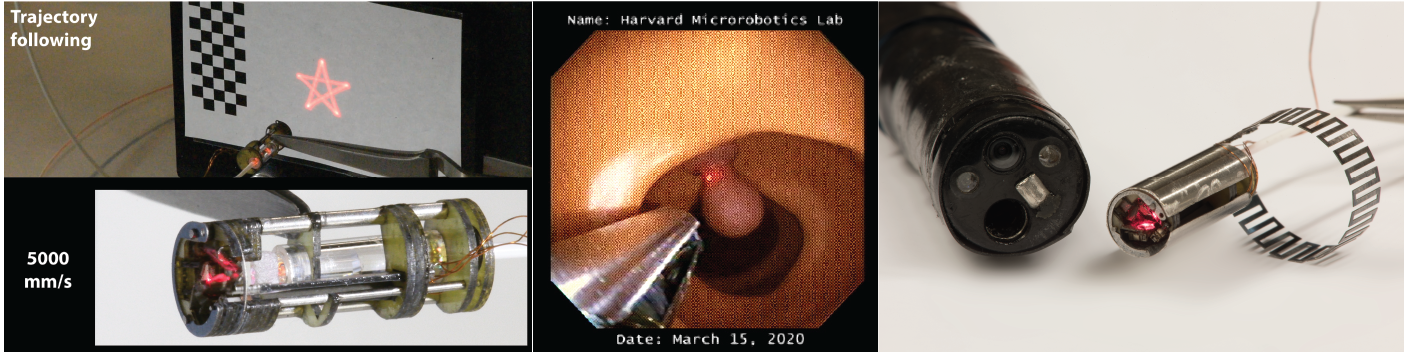 Trajectory
following
5000
mm/s
Name: Harvard Microrobotics Lab
Date: March 15, 2020